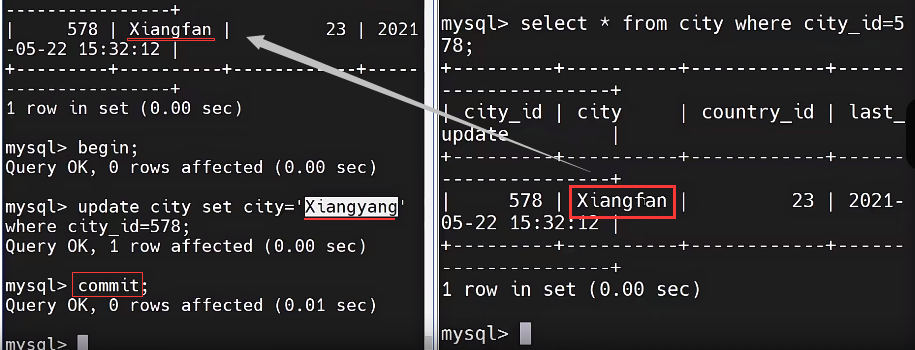 ----------------+
|     578 | Xiangfan |          23 | 2021
-05-22 15:32:12 |
+---------+----------+------------+-----
----------------+
1 row in set (0.00 sec)
mysql> begin;
Query OK, 0 rows affected (0.00 sec)
mysql> update city set city='Xiangyang'
where city_id=578;
Query OK, 1 row affected (0.00 sec)
mysql> commit;
Query OK, 0 rows affected (0.01 sec)
mysql>
mysql> select * from city where city_id=5
78;
+---------+----------+------------+------
----------------+
| city_id | city     | country_id | last_
update          |
+---------+----------+------------+------
----------------+
|     578 | Xiangfan |         23 | 2021-
05-22 15:32:12 |
+---------+----------+------------+------
----------------+
1 row in set (0.00 sec)
mysql>